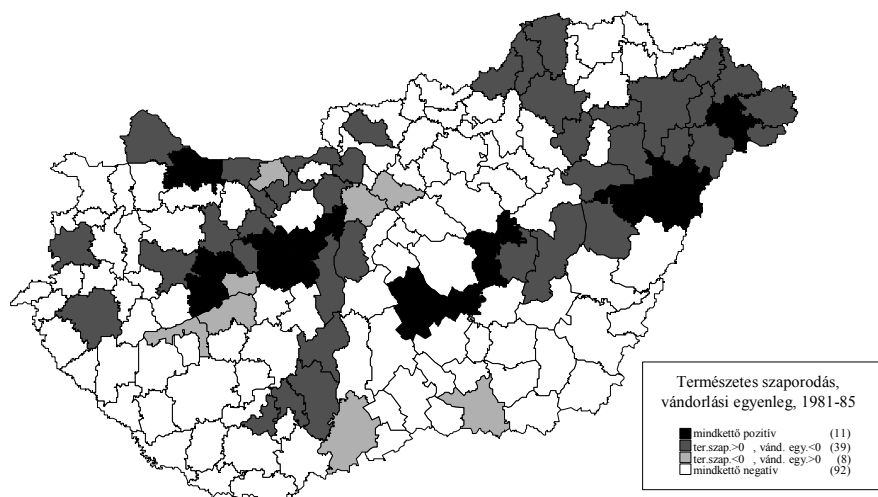 Természetes szaporodás,
vándorlási egyenleg, 1981-85
mindkettő pozitív (11)
ter.szap.>0 , vánd. egy.<0 (39)
ter.szap.<0 , vánd. egy.>0 (8)
mindkettő negatív (92)